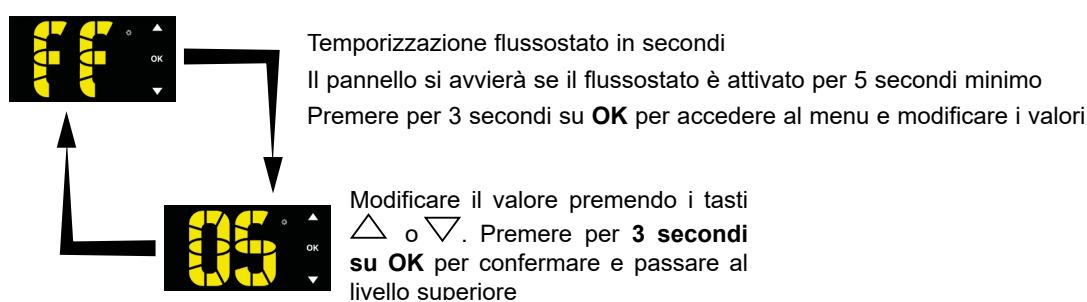 FF
OK
Temporizzazione flussostato in secondi
Il pannello si avvierà se il flussostato è attivato per 5 secondi minimo
Premere per 3 secondi su OK per accedere al menu e modificare i valori
05
OK
Modificare il valore premendo i tasti
△ o ▽. Premere per 3 secondi
su OK per confermare e passare al
livello superiore